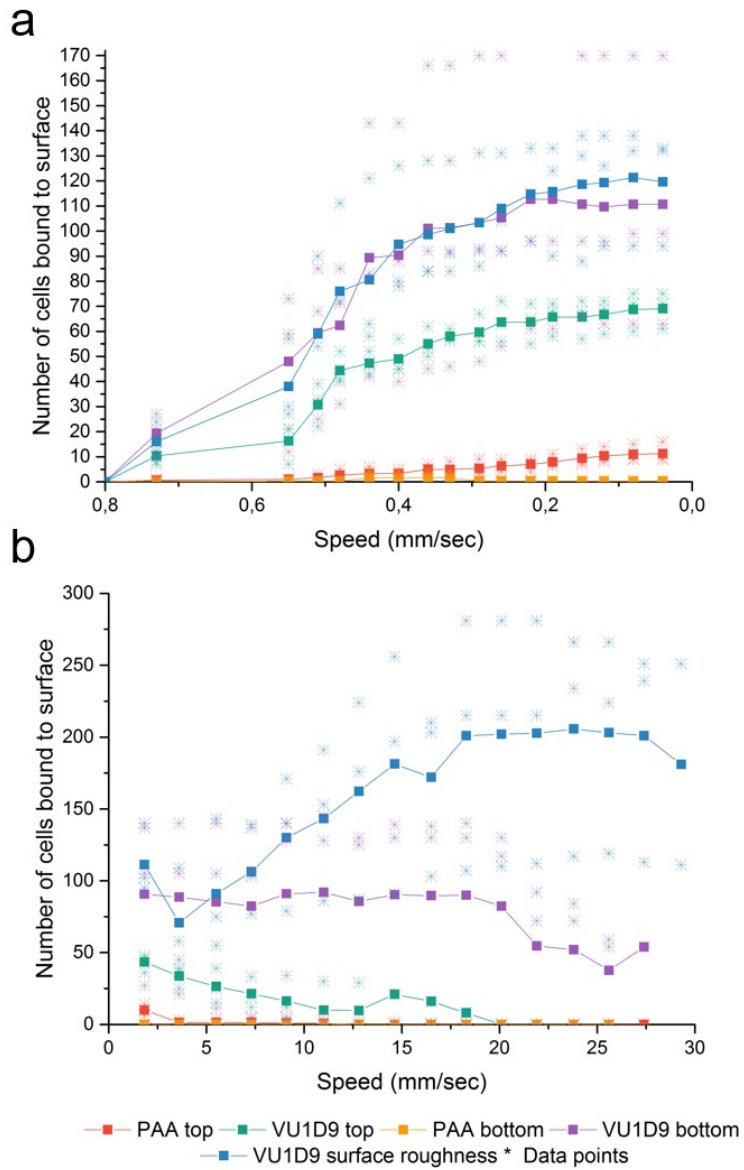 a
Number of cells bound to surface
170
160
150
140
130
120
110
100
90
80
70
60
50
40
30
20
10
0
0,8 0,6 0,4 0,2 0,0
Speed (mm/sec)
b
Number of cells bound to surface
300
250
200
150
100
50
0
0 5 10 15 20 25 30
Speed (mm/sec)
PAA top VU1D9 top PAA bottom VU1D9 bottom
VU1D9 surface roughness * Data points